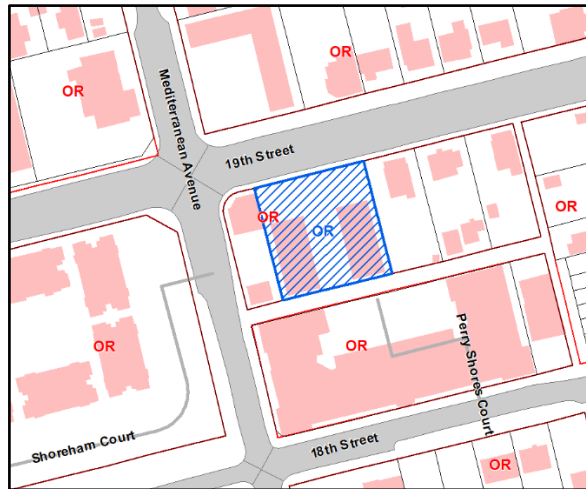 OR
OR
Mediterranean Avenue
19th Street
OR
OR
OR
OR
OR
Perry Shores Court
Shoreham Court
18th Street
OR